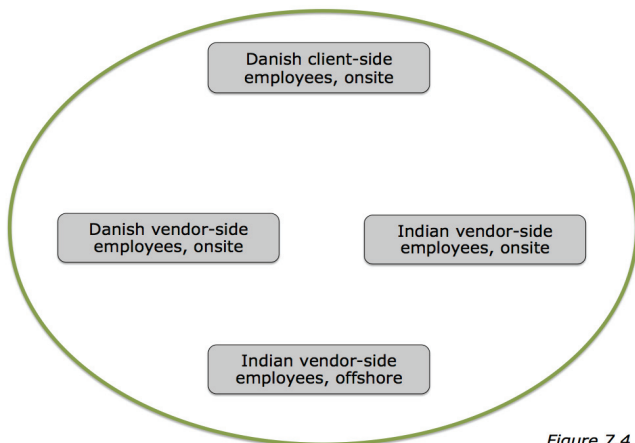 Danish client-side
employees, onsite
Danish vendor-side
employees, onsite
Indian vendor-side
employees, onsite
Indian vendor-side
employees, offshore
Figure 7.4